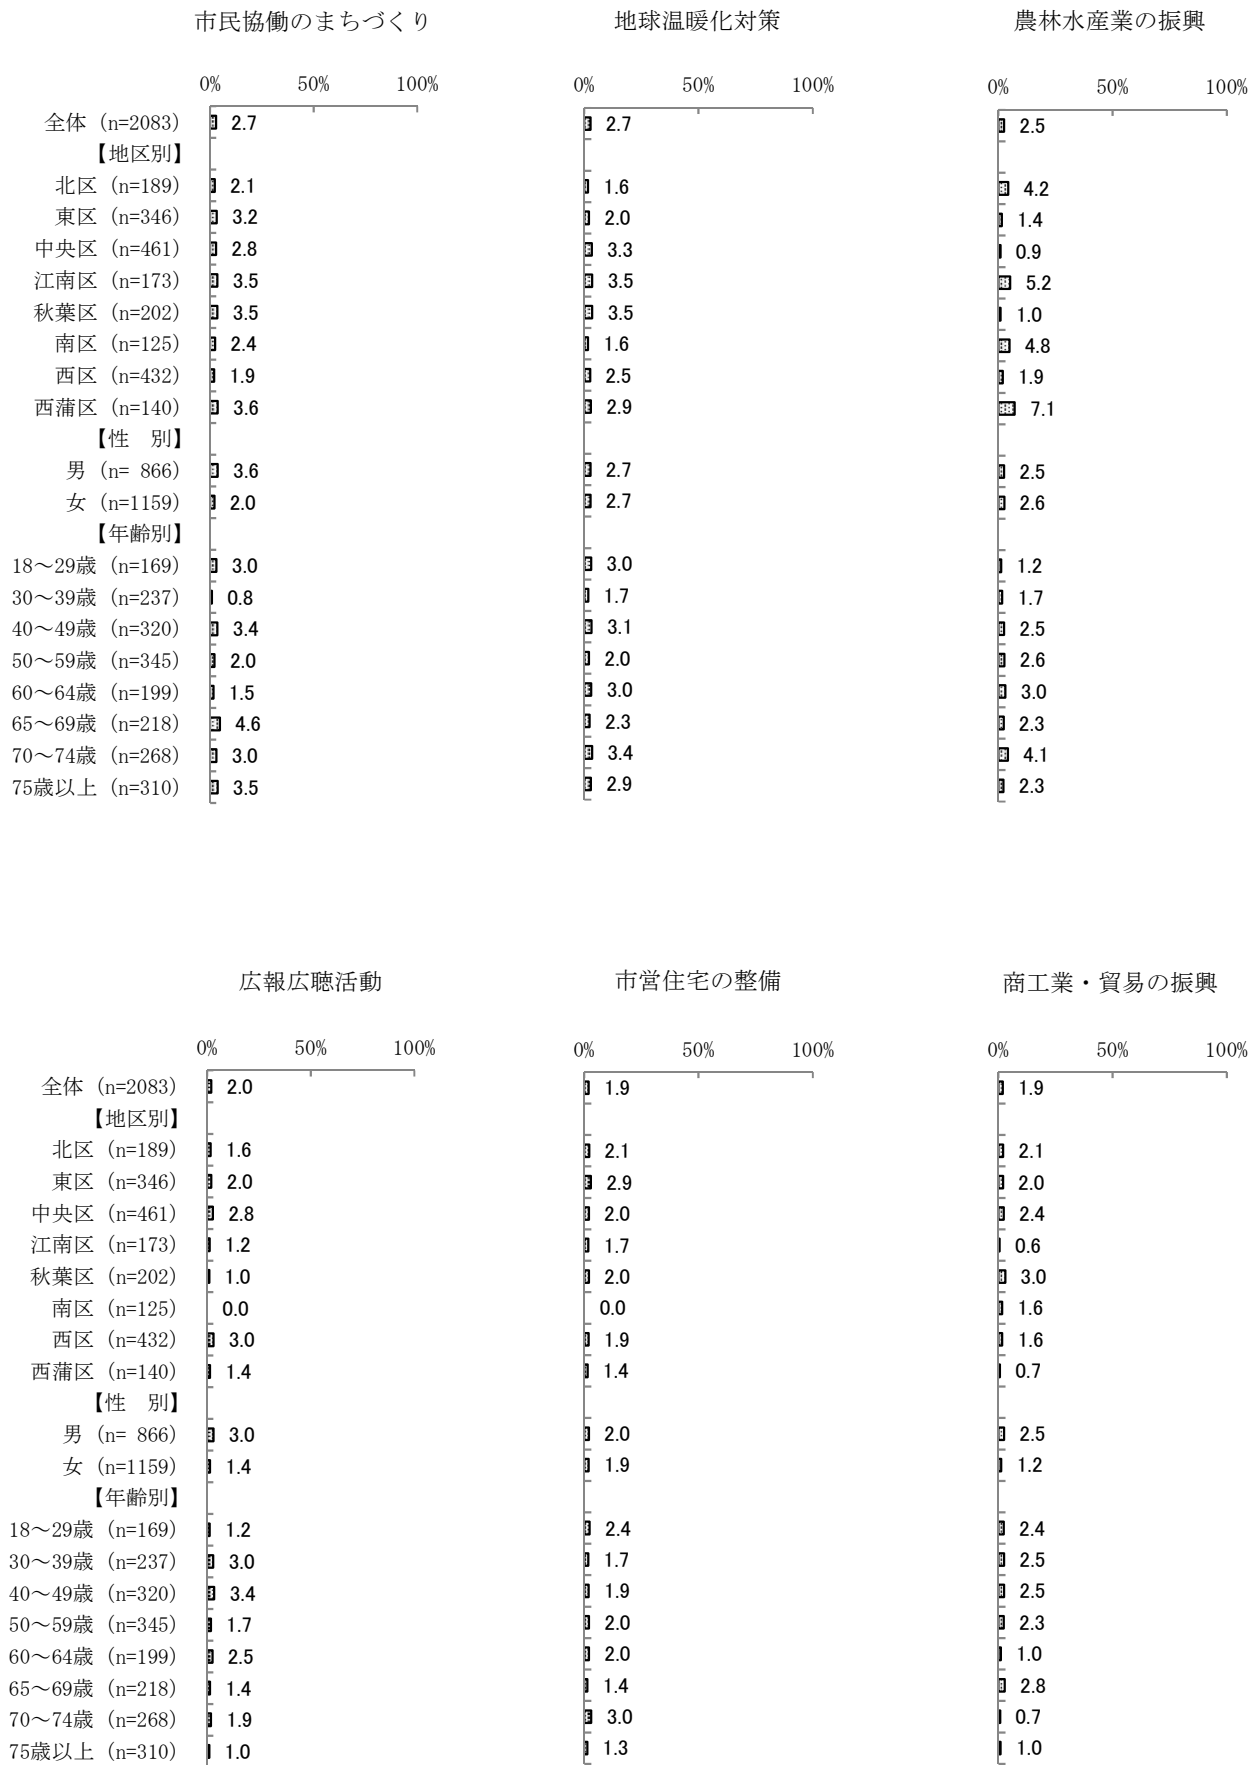 市民協働のまちづくり 地球温暖化対策 農林水産業の振興
0% 50% 100% 0% 50% 100% 0% 50% 100%
全体 (n=2083) 2.7 2.7 2.5
【地区別】
北区 (n=189) 2.1 1.6 4.2
東区 (n=346) 3.2 2.0 1.4
中央区 (n=461) 2.8 3.3 0.9
江南区 (n=173) 3.5 3.5 5.2
秋葉区 (n=202) 3.5 3.5 1.0
南区 (n=125) 2.4 1.6 4.8
西区 (n=432) 1.9 2.5 1.9
西蒲区 (n=140) 3.6 2.9 7.1
【性　別】
男 (n= 866) 3.6 2.7 2.5
女 (n=1159) 2.0 2.7 2.6
【年齢別】
18～29歳 (n=169) 3.0 3.0 1.2
30～39歳 (n=237) 0.8 1.7 1.7
40～49歳 (n=320) 3.4 3.1 2.5
50～59歳 (n=345) 2.0 2.0 2.6
60～64歳 (n=199) 1.5 3.0 3.0
65～69歳 (n=218) 4.6 2.3 2.3
70～74歳 (n=268) 3.0 3.4 4.1
75歳以上 (n=310) 3.5 2.9 2.3
広報広聴活動 市営住宅の整備 商工業・貿易の振興
0% 50% 100% 0% 50% 100% 0% 50% 100%
全体 (n=2083) 2.0 1.9 1.9
【地区別】
北区 (n=189) 1.6 2.1 2.1
東区 (n=346) 2.0 2.9 2.0
中央区 (n=461) 2.8 2.0 2.4
江南区 (n=173) 1.2 1.7 0.6
秋葉区 (n=202) 1.0 2.0 3.0
南区 (n=125) 0.0 0.0 1.6
西区 (n=432) 3.0 1.9 1.6
西蒲区 (n=140) 1.4 1.4 0.7
【性　別】
男 (n= 866) 3.0 2.0 2.5
女 (n=1159) 1.4 1.9 1.2
【年齢別】
18～29歳 (n=169) 1.2 2.4 2.4
30～39歳 (n=237) 3.0 1.7 2.5
40～49歳 (n=320) 3.4 1.9 2.5
50～59歳 (n=345) 1.7 2.0 2.3
60～64歳 (n=199) 2.5 2.0 1.0
65～69歳 (n=218) 1.4 1.4 2.8
70～74歳 (n=268) 1.9 3.0 0.7
75歳以上 (n=310) 1.0 1.3 1.0